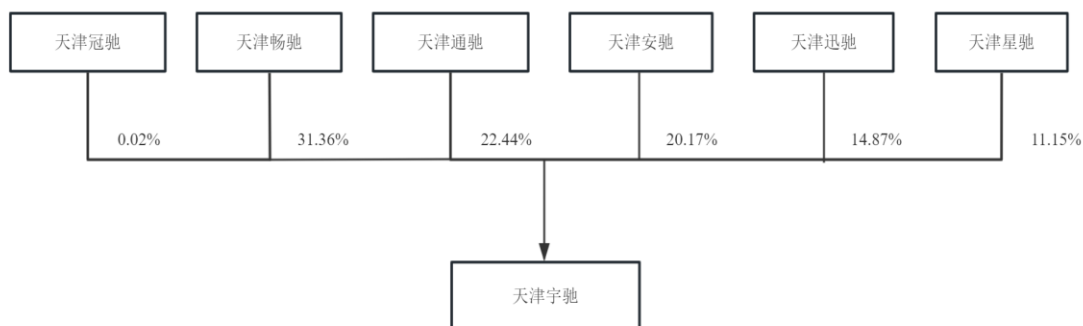 天津冠驰
天津畅驰
天津通驰
天津安驰
天津迅驰
天津星驰
0.02%
31.36%
22.44%
20.17%
14.87%
11.15%
天津宇驰